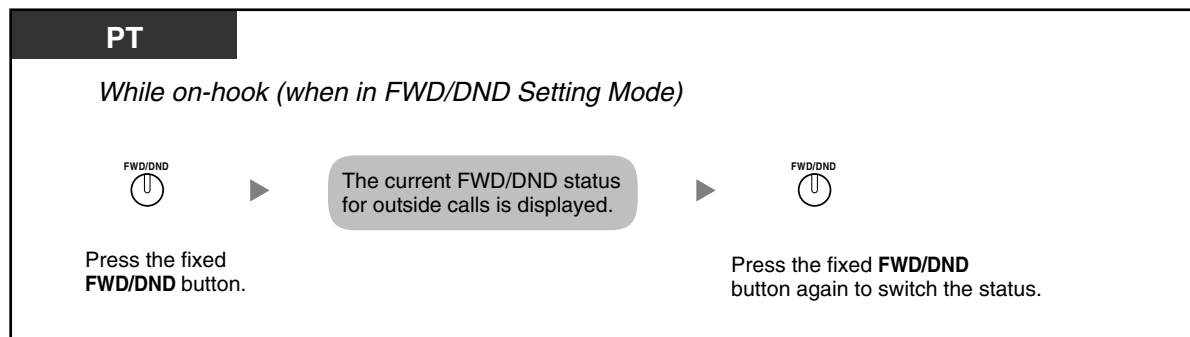 PT
While on-hook (when in FWD/DND Setting Mode)
FWD/DND
The current FWD/DND status
for outside calls is displayed.
FWD/DND
Press the fixed
FWD/DND button.
Press the fixed FWD/DND
button again to switch the status.